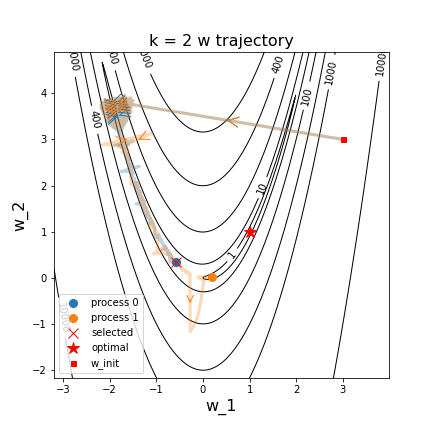 k = 2 w trajectory
400
1000
1000
100
400
100
10
1
w_2
4
3
2
1
0
−1
−2
process 0
process 1
selected
optimal
w_init
−3
−2
−1
0
1
2
3
w_1